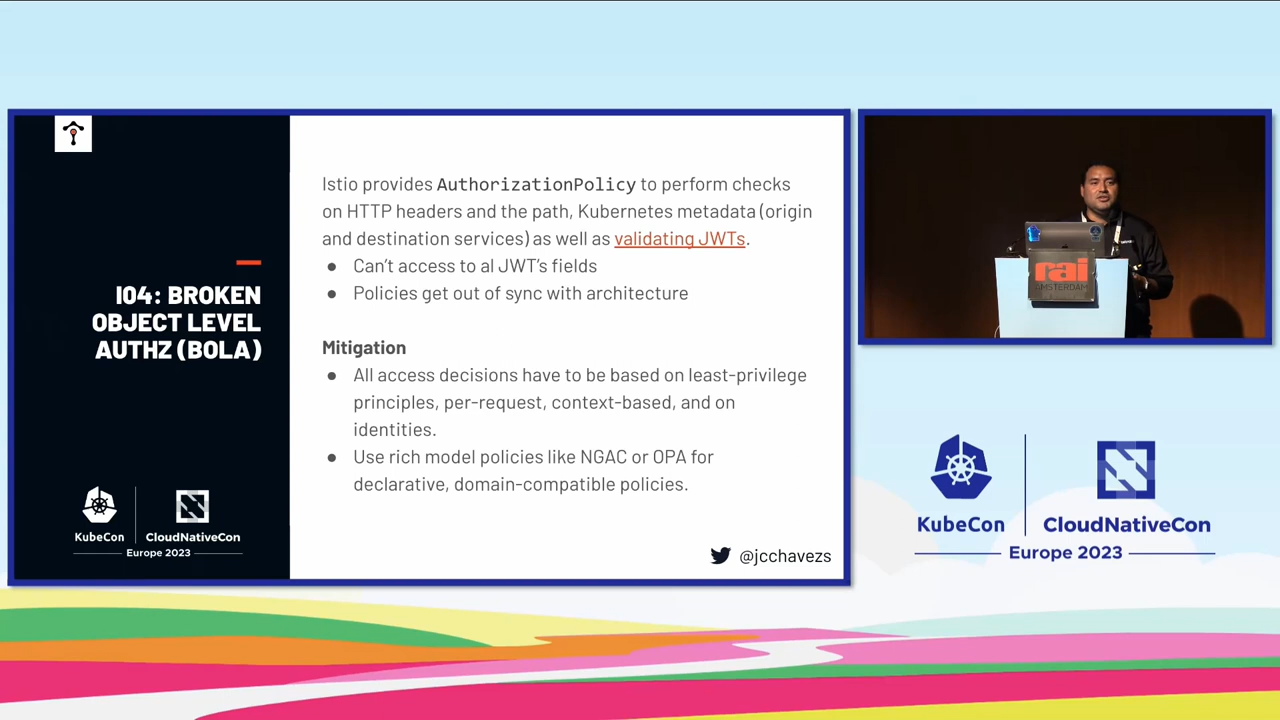 I04: BROKEN
OBJECT LEVEL
AUTHZ (BOLA)
KubeCon
CloudNativeCon
Europe 2023
Istio provides AuthorizationPolicy to perform checks
on HTTP headers and the path, Kubernetes metadata (origin
and destination services) as well as validating JWTs.
● Can't access to al JWT's fields
● Policies get out of sync with architecture
Mitigation
● All access decisions have to be based on least-privilege
principles, per-request, context-based, and on
identities.
● Use rich model policies like NGAC or OPA for
declarative, domain-compatible policies.
@jcchavezs
rai
AMSTERDAM
KubeCon
CloudNativeCon
Europe 2023